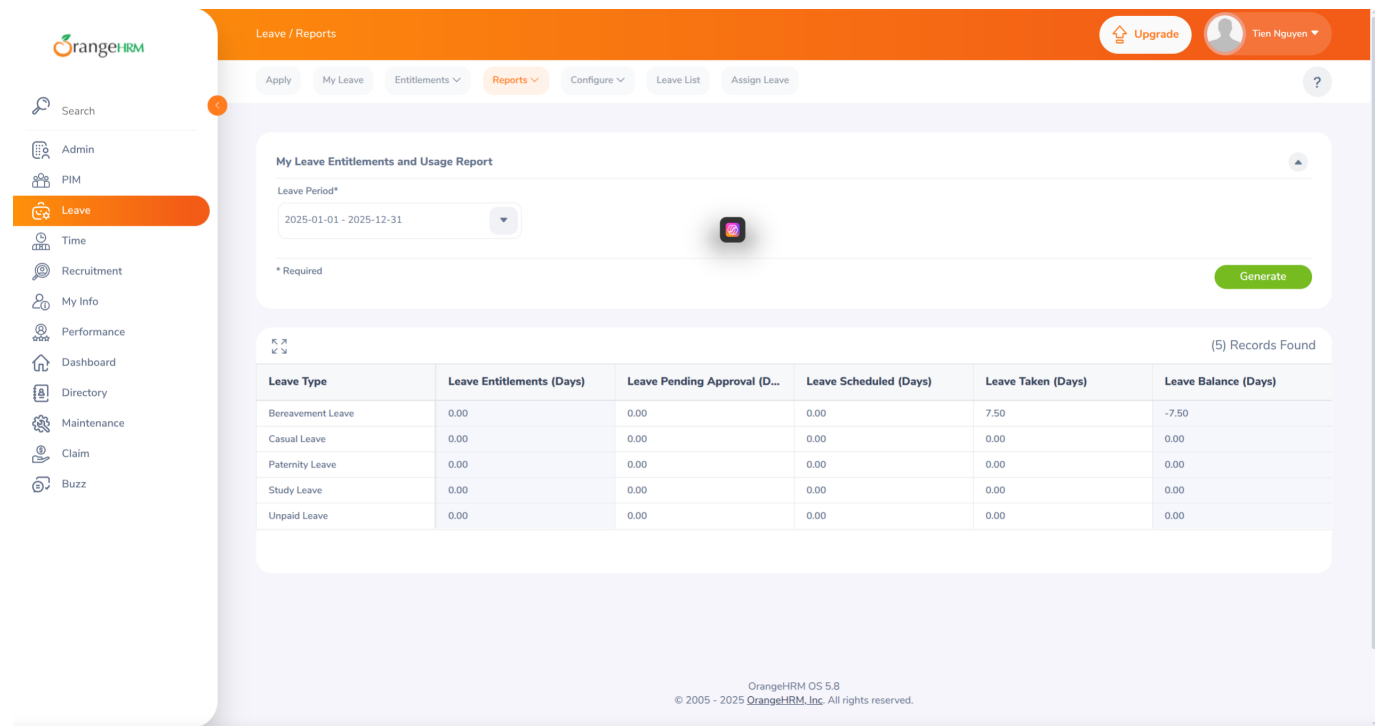 OrangeHRM
Leave / Reports
Upgrade
Tien Nguyen
Apply
My Leave
Entitlements
Reports
Configure
Leave List
Assign Leave
?
Search
Admin
PIM
Leave
Time
Recruitment
My Info
Performance
Dashboard
Directory
Maintenance
Claim
Buzz
My Leave Entitlements and Usage Report
Leave Period*
2025-01-01 - 2025-12-31
* Required
Generate
(5) Records Found
Leave Type Leave Entitlements (Days) Leave Pending Approval (D... Leave Scheduled (Days) Leave Taken (Days) Leave Balance (Days)
Bereavement Leave 0.00 0.00 0.00 7.50 -7.50
Casual Leave 0.00 0.00 0.00 0.00 0.00
Paternity Leave 0.00 0.00 0.00 0.00 0.00
Study Leave 0.00 0.00 0.00 0.00 0.00
Unpaid Leave 0.00 0.00 0.00 0.00 0.00
OrangeHRM OS 5.8
© 2005 - 2025 OrangeHRM, Inc. All rights reserved.